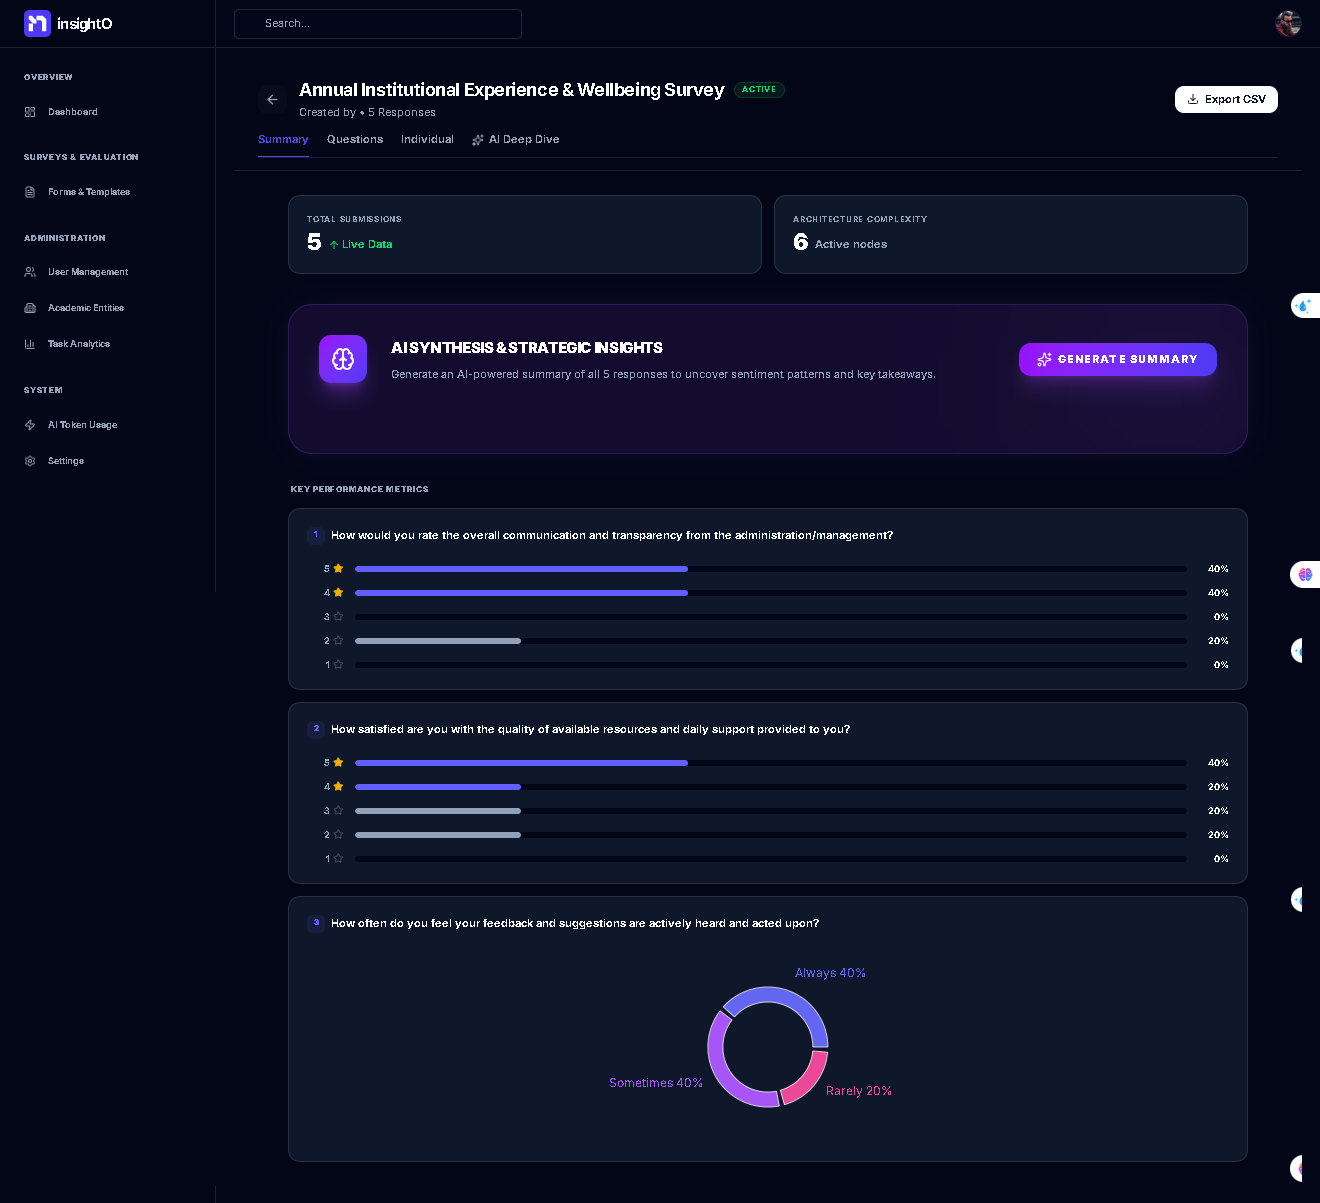 insightO
Search...
OVERVIEW
Dashboard
SURVEYS & EVALUATION
Forms & Templates
ADMINISTRATION
User Management
Academic Entities
Task Analytics
SYSTEM
AI Token Usage
Settings
Annual Institutional Experience & Wellbeing Survey ACTIVE
Created by • 5 Responses
Export CSV
Summary Questions Individual AI Deep Dive
TOTAL SUBMISSIONS
5 ↑ Live Data
ARCHITECTURE COMPLEXITY
6 Active nodes
AI SYNTHESIS & STRATEGIC INSIGHTS
Generate an AI-powered summary of all 5 responses to uncover sentiment patterns and key takeaways.
GENERATE SUMMARY
KEY PERFORMANCE METRICS
1 How would you rate the overall communication and transparency from the administration/management?
5 40%
4 40%
3 0%
2 20%
1 0%
2 How satisfied are you with the quality of available resources and daily support provided to you?
5 40%
4 20%
3 20%
2 20%
1 0%
3 How often do you feel your feedback and suggestions are actively heard and acted upon?
Always 40%
Sometimes 40%
Rarely 20%